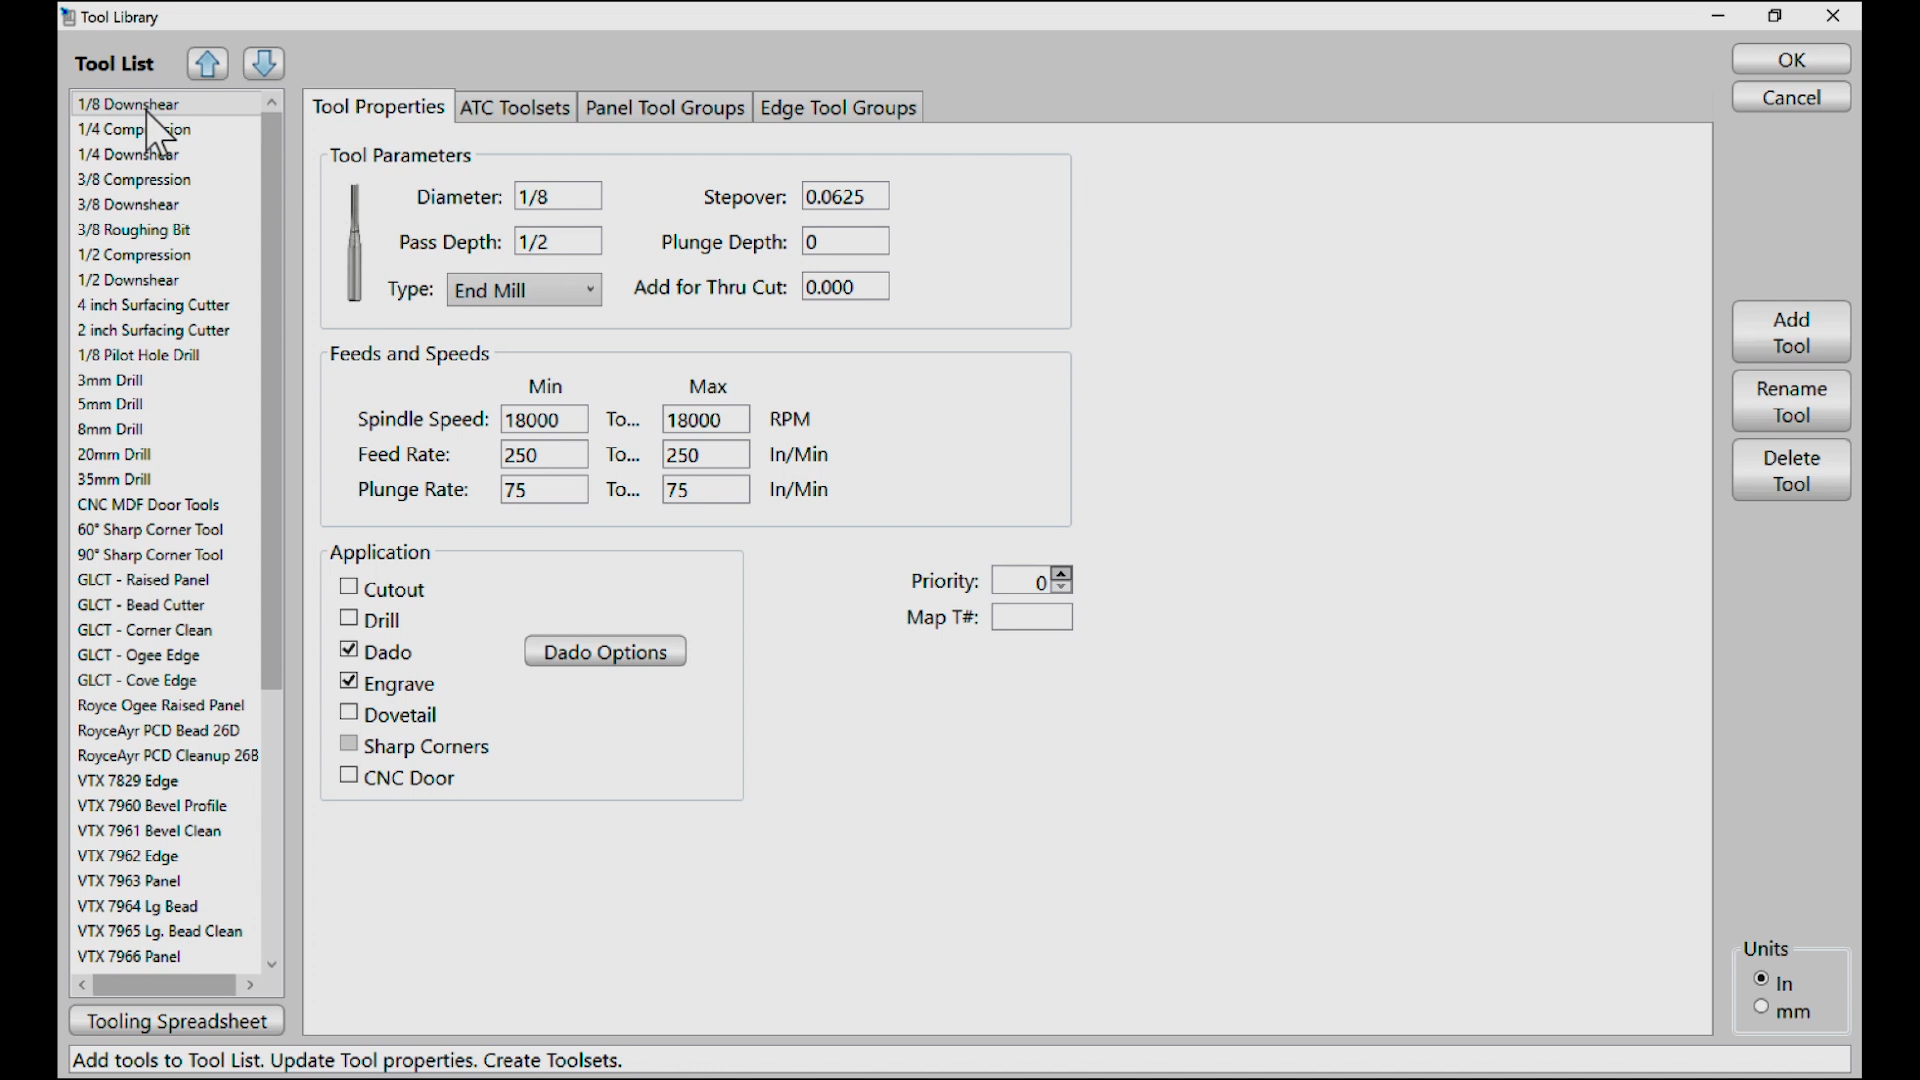 Tool Library
Tool List
OK
Cancel
1/8 Downshear
1/4 Compression
1/4 Downshear
3/8 Compression
3/8 Downshear
3/8 Roughing Bit
1/2 Compression
1/2 Downshear
4 inch Surfacing Cutter
2 inch Surfacing Cutter
1/8 Pilot Hole Drill
3mm Drill
5mm Drill
8mm Drill
20mm Drill
35mm Drill
CNC MDF Door Tools
60° Sharp Corner Tool
90° Sharp Corner Tool
GLCT - Raised Panel
GLCT - Bead Cutter
GLCT - Corner Clean
GLCT - Ogee Edge
GLCT - Cove Edge
Royce Ogee Raised Panel
RoyceAyr PCD Bead 26D
RoyceAyr PCD Cleanup 26B
VTX 7829 Edge
VTX 7960 Bevel Profile
VTX 7961 Bevel Clean
VTX 7962 Edge
VTX 7963 Panel
VTX 7964 Lg Bead
VTX 7965 Lg. Bead Clean
VTX 7966 Panel
Tooling Spreadsheet
Tool Properties ATC Toolsets Panel Tool Groups Edge Tool Groups
Tool Parameters
Diameter: 1/8 Stepover: 0.0625
Pass Depth: 1/2 Plunge Depth: 0
Type: End Mill Add for Thru Cut: 0.000
Feeds and Speeds
Min Max
Spindle Speed: 18000 To... 18000 RPM
Feed Rate: 250 To... 250 In/Min
Plunge Rate: 75 To... 75 In/Min
Application
Cutout
Drill
Dado Dado Options
Engrave
Dovetail
Sharp Corners
CNC Door
Priority: 0
Map T#:
Add
Tool
Rename
Tool
Delete
Tool
Units
In
mm
Add tools to Tool List. Update Tool properties. Create Toolsets.